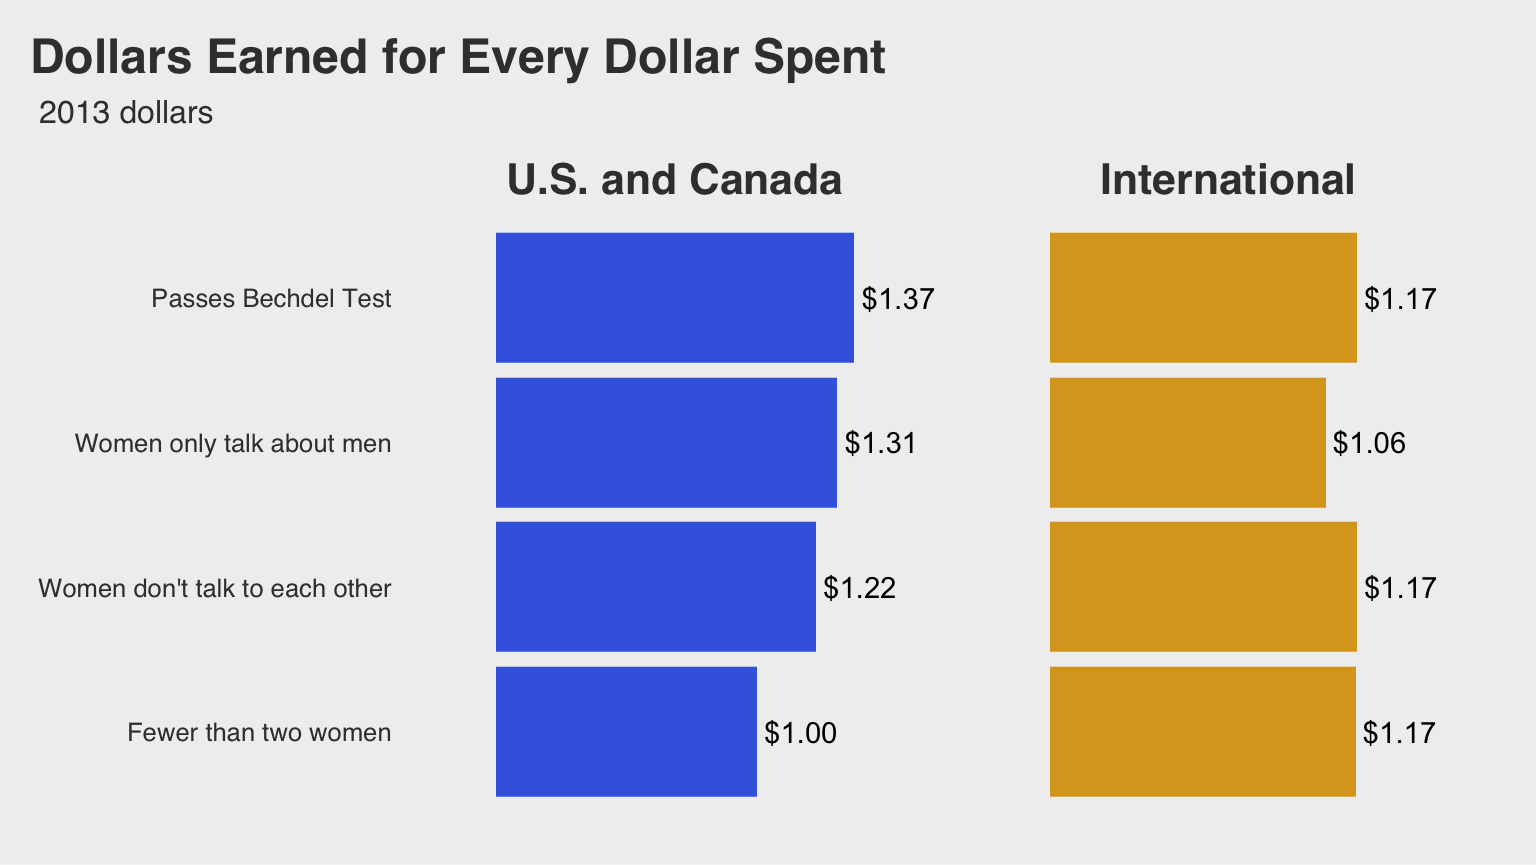 Dollars Earned for Every Dollar Spent
2013 dollars
U.S. and Canada
International
Passes Bechdel Test
$1.37
$1.17
Women only talk about men
$1.31
$1.06
Women don't talk to each other
$1.22
$1.17
Fewer than two women
$1.00
$1.17